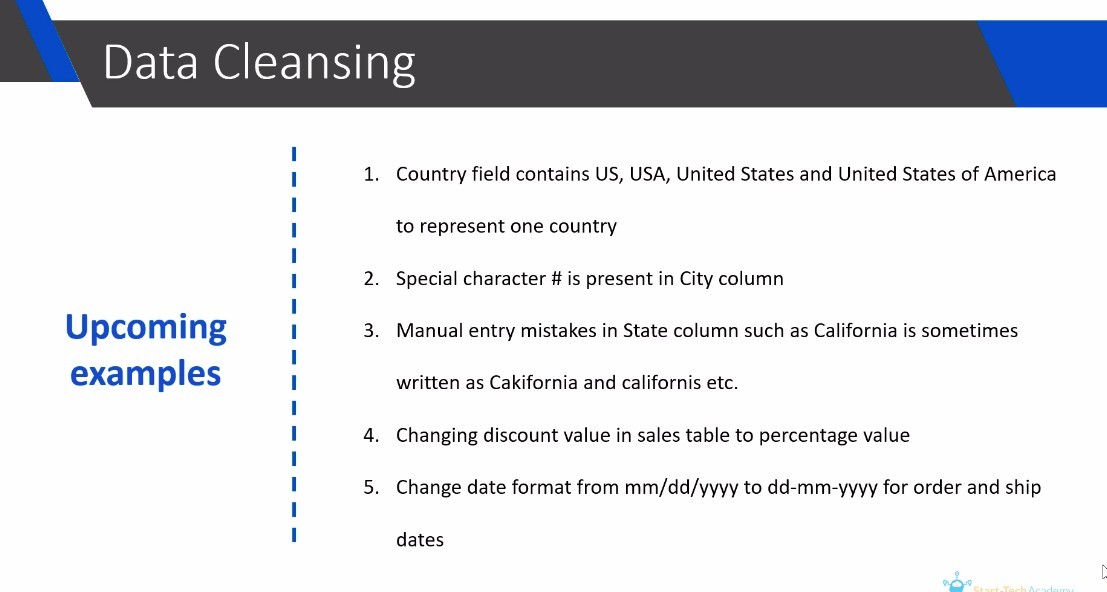 Data Cleansing
Upcoming
examples
1. Country field contains US, USA, United States and United States of America
to represent one country
2. Special character # is present in City column
3. Manual entry mistakes in State column such as California is sometimes
written as Cakifornia and californis etc.
4. Changing discount value in sales table to percentage value
5. Change date format from mm/dd/yyyy to dd-mm-yyyy for order and ship
dates
Start-Tech Academy